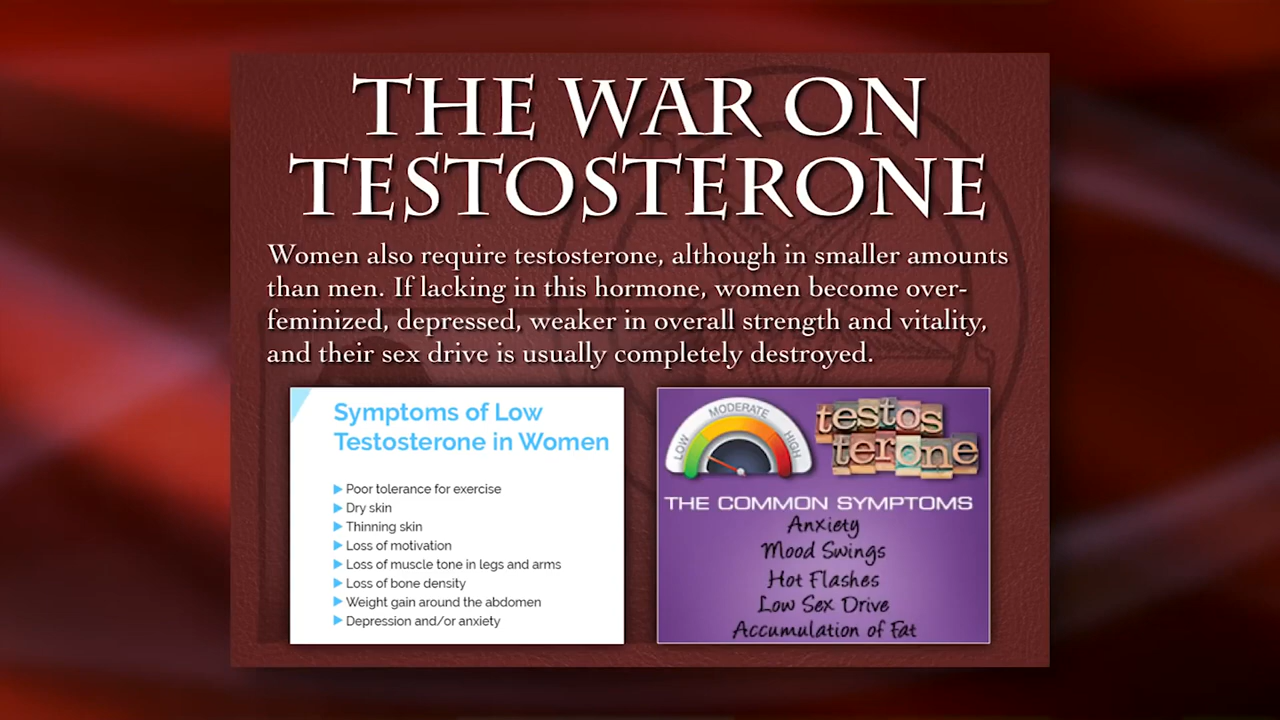 THE WAR ON
TESTOSTERONE
Women also require testosterone, although in smaller amounts
than men. If lacking in this hormone, women become over-
feminized, depressed, weaker in overall strength and vitality,
and their sex drive is usually completely destroyed.
Symptoms of Low
Testosterone in Women
▶ Poor tolerance for exercise
▶ Dry skin
▶ Thinning skin
▶ Loss of motivation
▶ Loss of muscle tone in legs and arms
▶ Loss of bone density
▶ Weight gain around the abdomen
▶ Depression and/or anxiety
LOW MODERATE HIGH
testos
terone
THE COMMON SYMPTOMS
Anxiety
Mood Swings
Hot Flashes
Low Sex Drive
Accumulation of Fat